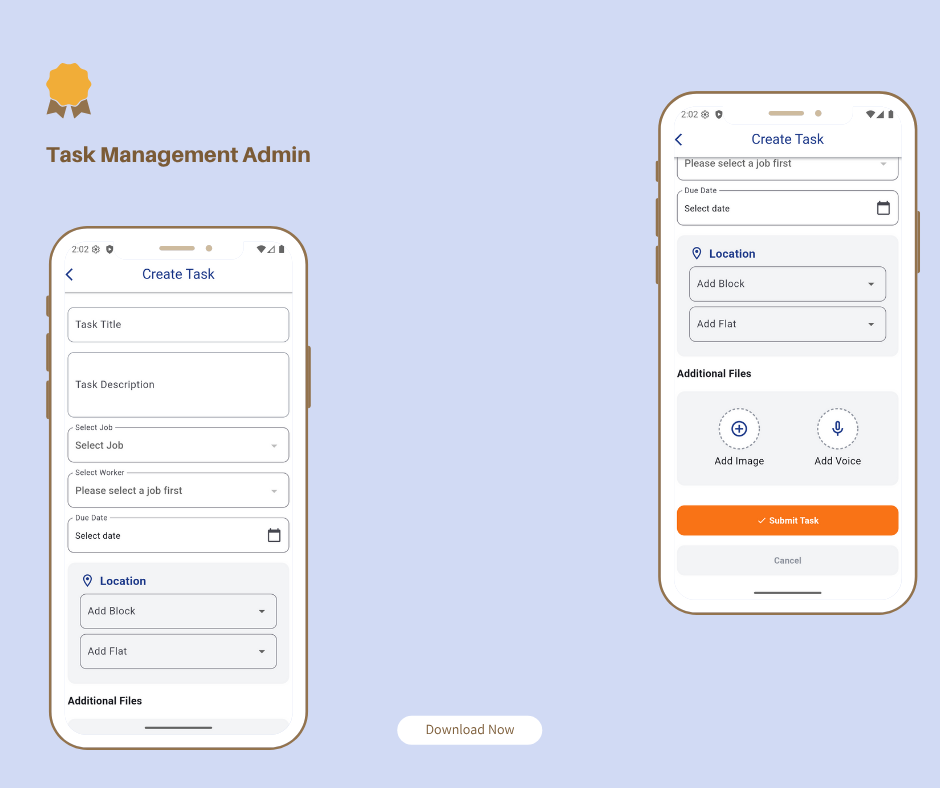 Task Management Admin
2:02
Create Task
Task Title
Task Description
Select Job
Select Job
Select Worker
Please select a job first
Due Date
Select date
Location
Add Block
Add Flat
Additional Files
2:02
Create Task
Please select a job first
Due Date
Select date
Location
Add Block
Add Flat
Additional Files
Add Image Add Voice
Submit Task
Cancel
Download Now